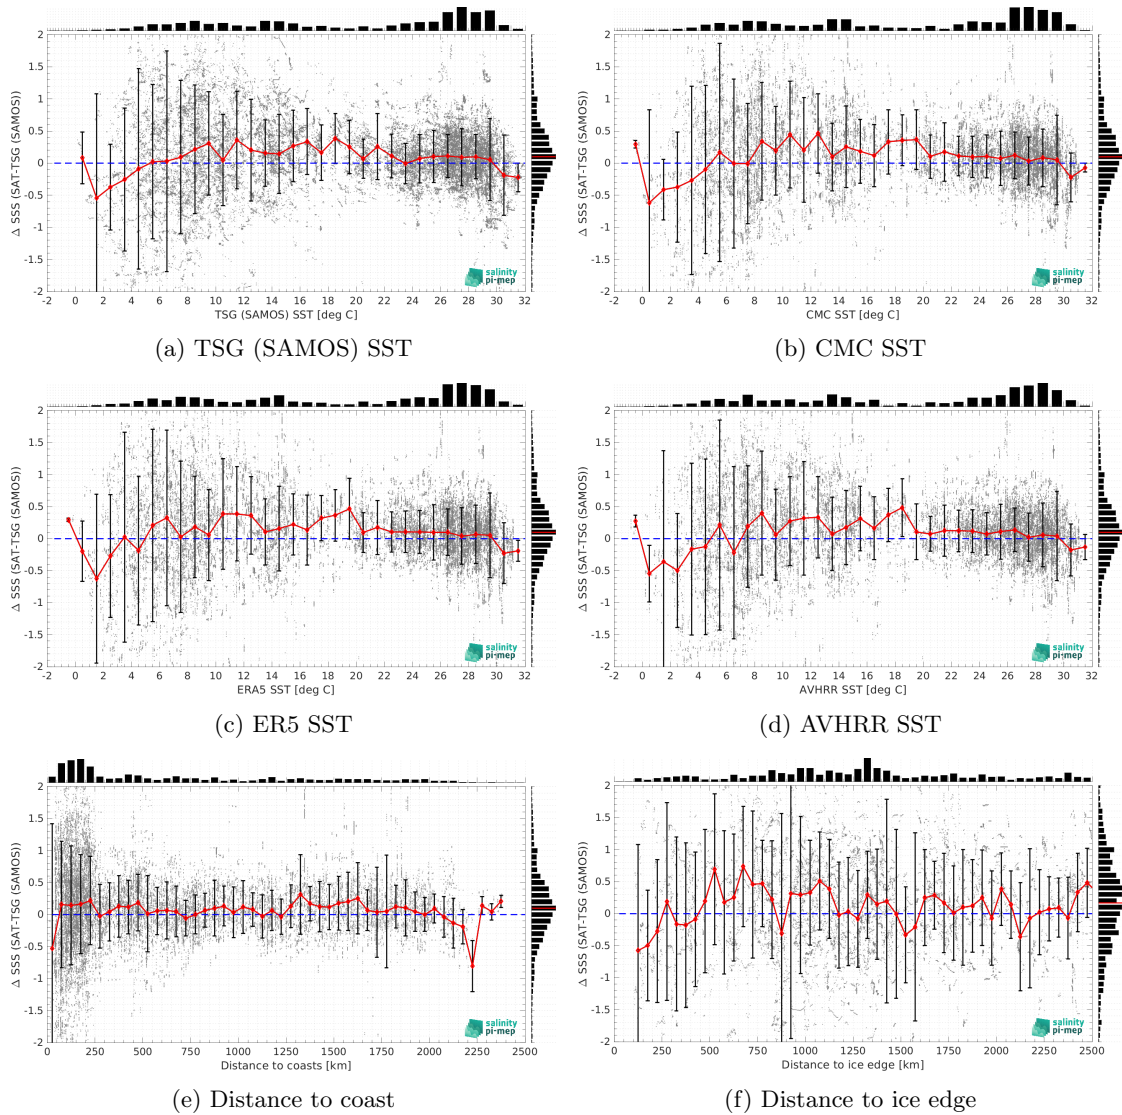 2
1.5
1
0.5
0
-0.5
-1
-1.5
-2
Δ SSS (SAT-TSG (SAMOS))
salinity
pi-mep
-2 0 2 4 6 8 10 12 14 16 18 20 22 24 26 28 30 32
TSG (SAMOS) SST [deg C]
(a) TSG (SAMOS) SST
2
1.5
1
0.5
0
-0.5
-1
-1.5
-2
Δ SSS (SAT-TSG (SAMOS))
salinity
pi-mep
-2 0 2 4 6 8 10 12 14 16 18 20 22 24 26 28 30 32
CMC SST [deg C]
(b) CMC SST
2
1.5
1
0.5
0
-0.5
-1
-1.5
-2
Δ SSS (SAT-TSG (SAMOS))
salinity
pi-mep
-2 0 2 4 6 8 10 12 14 16 18 20 22 24 26 28 30 32
ERA5 SST [deg C]
(c) ER5 SST
2
1.5
1
0.5
0
-0.5
-1
-1.5
-2
Δ SSS (SAT-TSG (SAMOS))
salinity
pi-mep
-2 0 2 4 6 8 10 12 14 16 18 20 22 24 26 28 30 32
AVHRR SST [deg C]
(d) AVHRR SST
2
1.5
1
0.5
0
-0.5
-1
-1.5
-2
Δ SSS (SAT-TSG (SAMOS))
salinity
pi-mep
0 250 500 750 1000 1250 1500 1750 2000 2250 2500
Distance to coasts [km]
(e) Distance to coast
2
1.5
1
0.5
0
-0.5
-1
-1.5
-2
Δ SSS (SAT-TSG (SAMOS))
salinity
pi-mep
0 250 500 750 1000 1250 1500 1750 2000 2250 2500
Distance to ice edge [km]
(f) Distance to ice edge